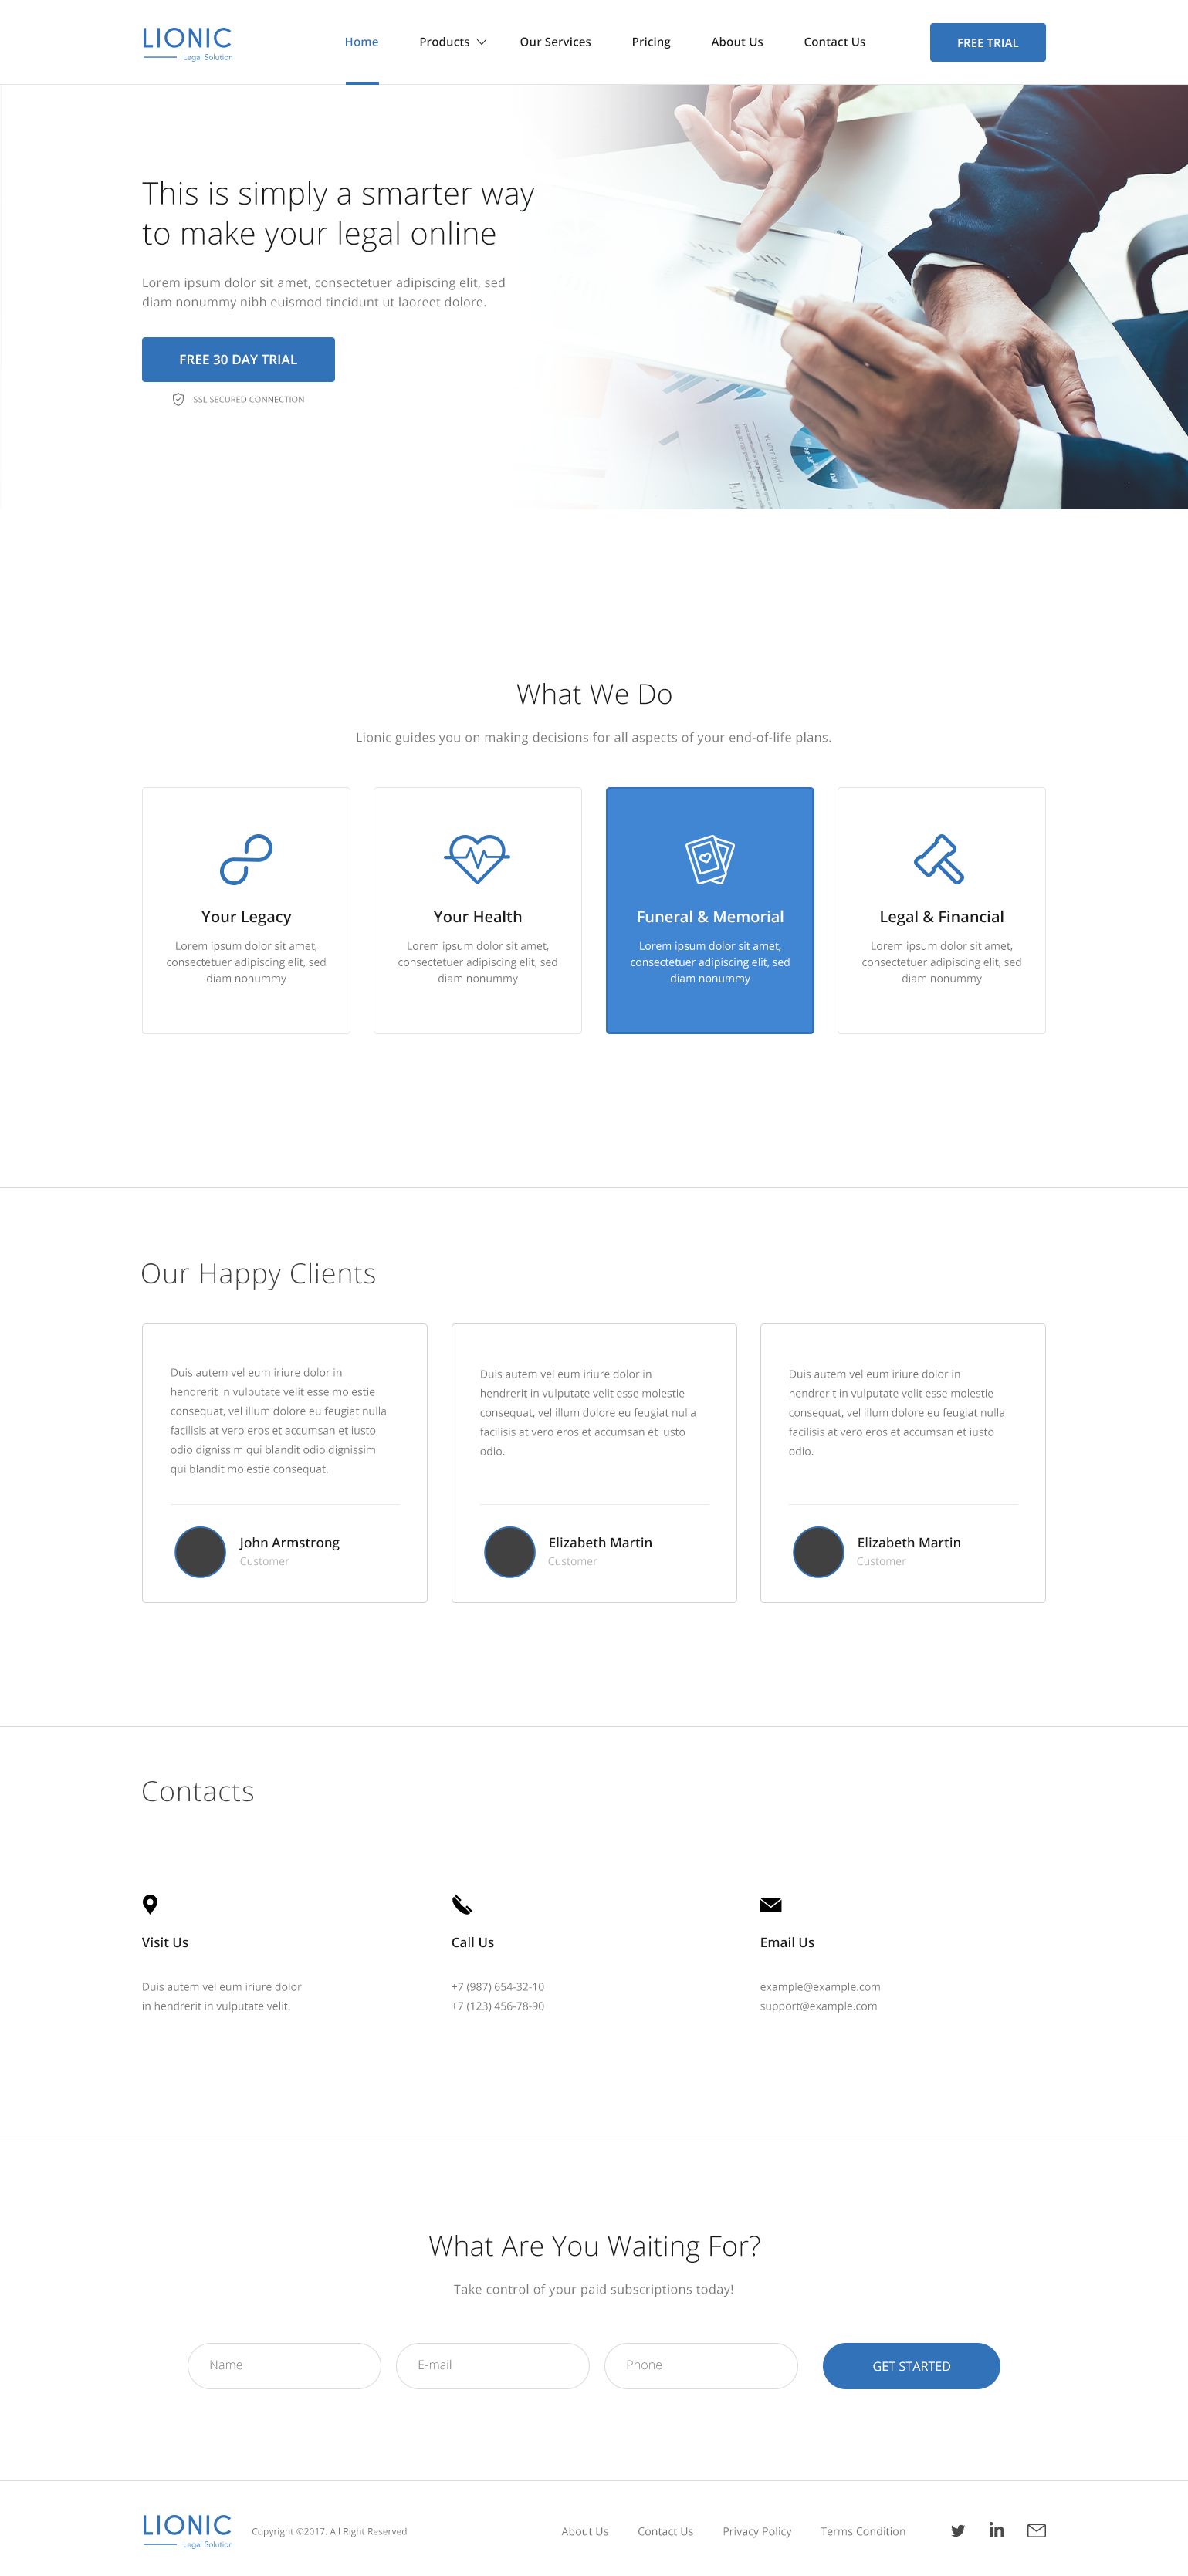 LIONIC
Legal Solution
Home
Products
Our Services
Pricing
About Us
Contact Us
FREE TRIAL
This is simply a smarter way
to make your legal online
Lorem ipsum dolor sit amet, consectetuer adipiscing elit, sed
diam nonummy nibh euismod tincidunt ut laoreet dolore.
FREE 30 DAY TRIAL
SSL SECURED CONNECTION
What We Do
Lionic guides you on making decisions for all aspects of your end-of-life plans.
Your Legacy
Lorem ipsum dolor sit amet,
consectetuer adipiscing elit, sed
diam nonummy
Your Health
Lorem ipsum dolor sit amet,
consectetuer adipiscing elit, sed
diam nonummy
Funeral & Memorial
Lorem ipsum dolor sit amet,
consectetuer adipiscing elit, sed
diam nonummy
Legal & Financial
Lorem ipsum dolor sit amet,
consectetuer adipiscing elit, sed
diam nonummy
Our Happy Clients
Duis autem vel eum iriure dolor in
hendrerit in vulputate velit esse molestie
consequat, vel illum dolore eu feugiat nulla
facilisis at vero eros et accumsan et iusto
odio dignissim qui blandit odio dignissim
qui blandit molestie consequat.
John Armstrong
Customer
Duis autem vel eum iriure dolor in
hendrerit in vulputate velit esse molestie
consequat, vel illum dolore eu feugiat nulla
facilisis at vero eros et accumsan et iusto
odio.
Elizabeth Martin
Customer
Duis autem vel eum iriure dolor in
hendrerit in vulputate velit esse molestie
consequat, vel illum dolore eu feugiat nulla
facilisis at vero eros et accumsan et iusto
odio.
Elizabeth Martin
Customer
Contacts
Visit Us
Duis autem vel eum iriure dolor
in hendrerit in vulputate velit.
Call Us
+7 (987) 654-32-10
+7 (123) 456-78-90
Email Us
example@example.com
support@example.com
What Are You Waiting For?
Take control of your paid subscriptions today!
Name
E-mail
Phone
GET STARTED
LIONIC
Legal Solution
Copyright ©2017. All Right Reserved
About Us
Contact Us
Privacy Policy
Terms Condition